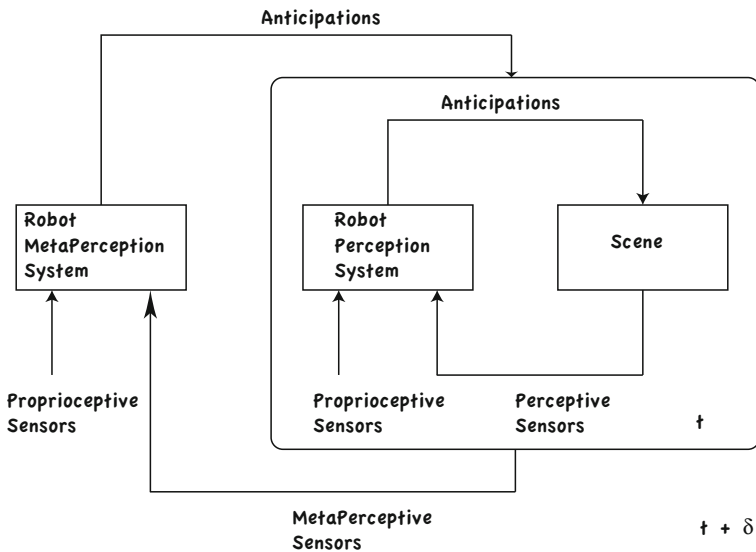 Anticipations
Anticipations
Robot
MetaPerception
System
Robot
Perception
System
Scene
Proprioceptive
Sensors
Proprioceptive
Sensors
Perceptive
Sensors
t
MetaPerceptive
Sensors
t + δ